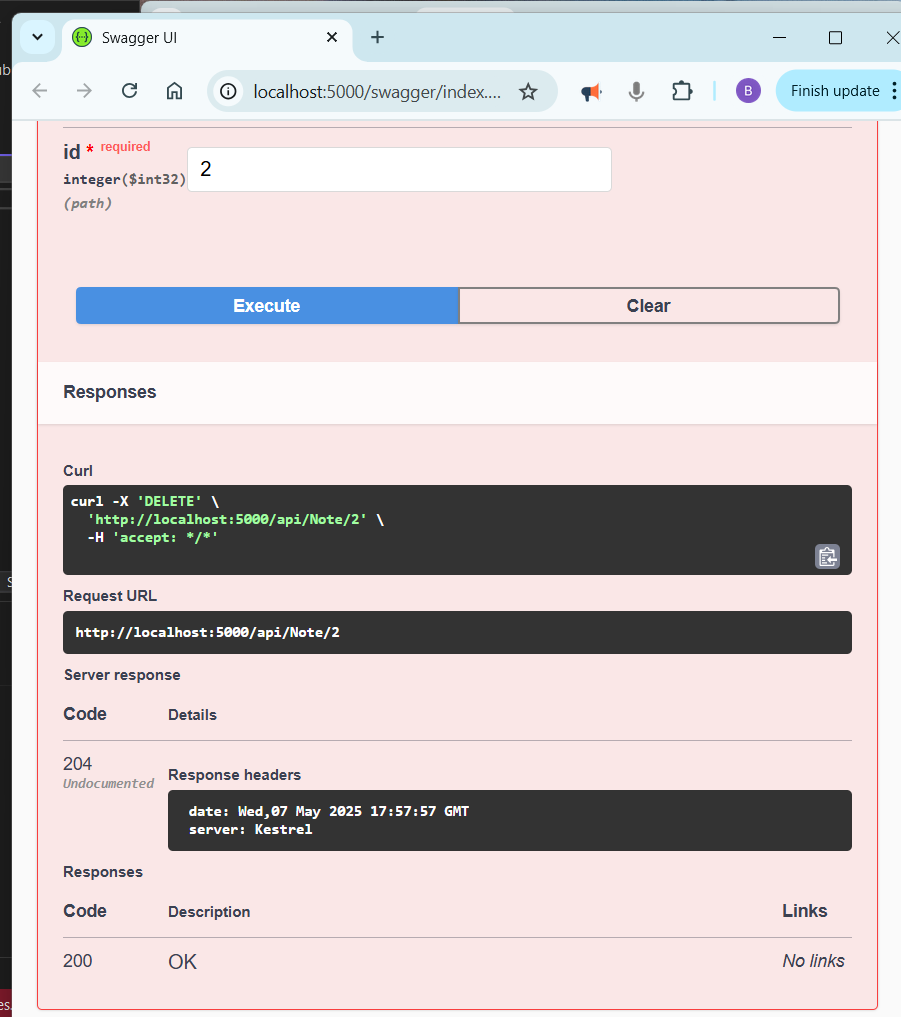 Swagger UI
localhost:5000/swagger/index....
B
Finish update
id * required
2
integer($int32)
(path)
Execute
Clear
Responses
Curl
curl -X 'DELETE' \
'http://localhost:5000/api/Note/2' \
-H 'accept: */*'
Request URL
http://localhost:5000/api/Note/2
Server response
Code Details
204
Undocumented
Response headers
date: Wed,07 May 2025 17:57:57 GMT
server: Kestrel
Responses
Code Description Links
200 OK No links